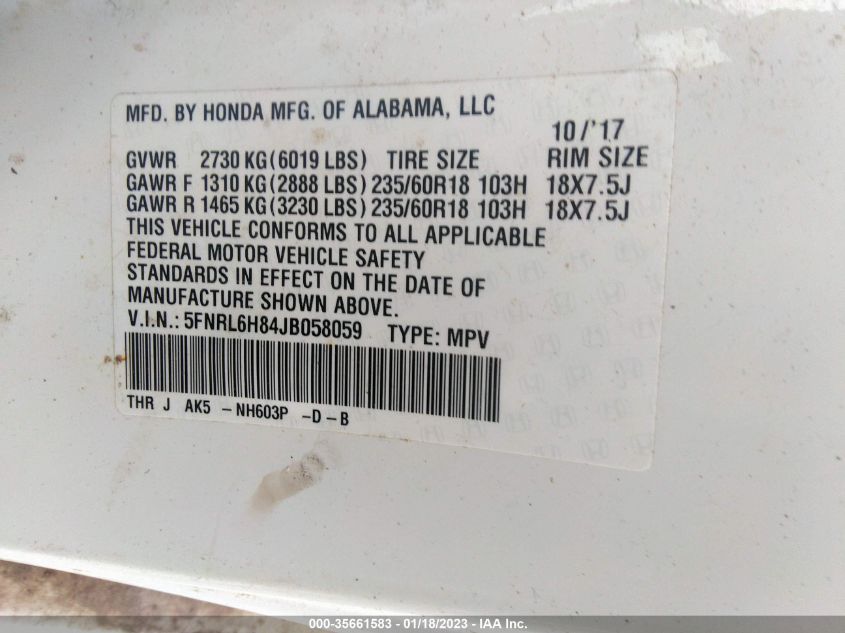 MFD. BY HONDA MFG. OF ALABAMA, LLC
10/'17
GVWR 2730 KG(6019 LBS) TIRE SIZE RIM SIZE
GAWR F 1310 KG(2888 LBS) 235/60R18 103H 18X7.5J
GAWR R 1465 KG(3230 LBS) 235/60R18 103H 18X7.5J
THIS VEHICLE CONFORMS TO ALL APPLICABLE
FEDERAL MOTOR VEHICLE SAFETY
STANDARDS IN EFFECT ON THE DATE OF
MANUFACTURE SHOWN ABOVE.
V.I.N.: 5FNRL6H84JB058059 TYPE: MPV
THR J AK5 -NH603P -D-B
000-35661583 - 01/18/2023 - IAA Inc.